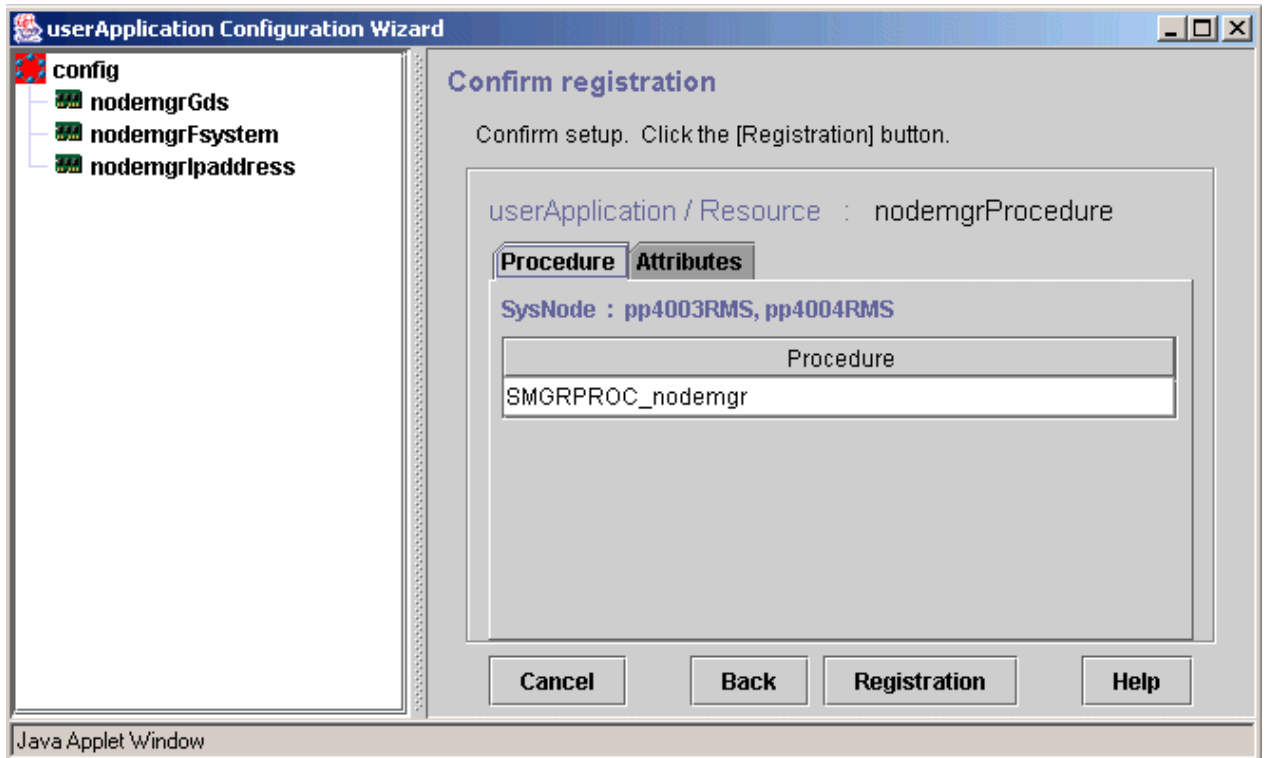 userApplication Configuration Wizard
config
nodemgrGds
nodemgrFsystem
nodemgrIpaddress
Confirm registration
Confirm setup. Click the [Registration] button.
userApplication / Resource : nodemgrProcedure
Procedure Attributes
SysNode : pp4003RMS, pp4004RMS
Procedure
SMGRPROC_nodemgr
Cancel Back Registration Help
Java Applet Window